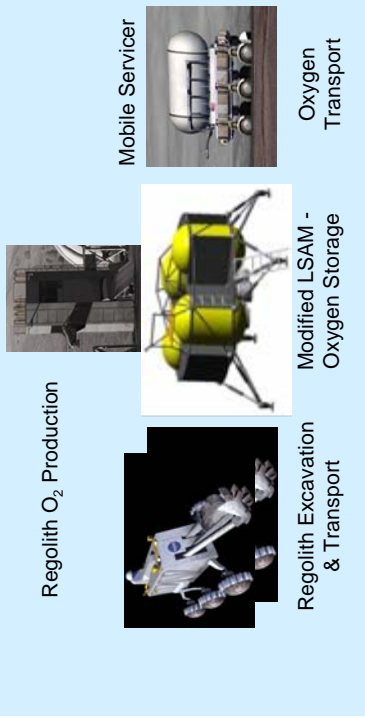 Regolith O₂ Production
Mobile Servicer
Regolith Excavation
& Transport
Modified LSAM -
Oxygen Storage
Oxygen
Transport